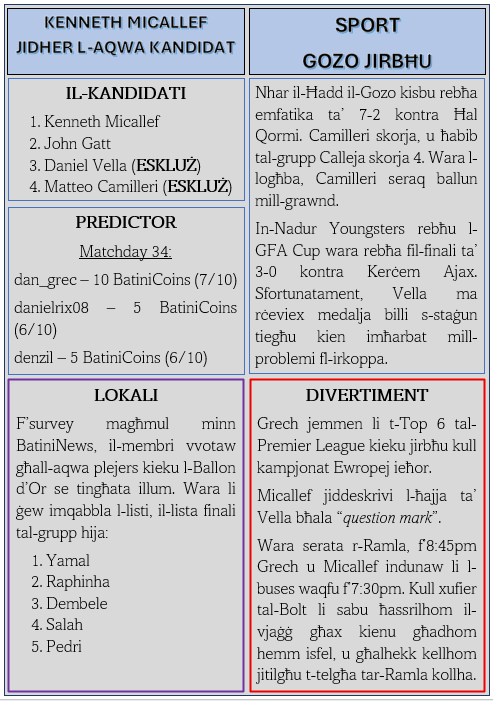 KENNETH MICALLEF
JIDHER L-AQWA KANDIDAT
IL-KANDIDATI
1. Kenneth Micallef
2. John Gatt
3. Daniel Vella (ESKLUŻ)
4. Matteo Camilleri (ESKLUŻ)
PREDICTOR
Matchday 34:
dan_grec – 10 BatiniCoins (7/10)
danielrix08 – 5 BatiniCoins
(6/10)
denzil – 5 BatiniCoins (6/10)
SPORT
GOZO JIRBĦU
Nhar il-Ħadd il-Gozo kisbu rebħa
emfatika ta’ 7-2 kontra Ħal
Qormi. Camilleri skorja, u ħabib
tal-grupp Calleja skorja 4. Wara l-
logħba, Camilleri seraq ballun
mill-grawnd.
In-Nadur Youngsters rebħu l-
GFA Cup wara rebħa fil-finali ta’
3-0 kontra Kerċem Ajax.
Sfortunatament, Vella ma
rċeviex medalja billi s-staġun
tiegħu kien imħarbat mill-
problemi fl-irkoppa.
LOKALI
F’survey magħmul minn
BatiniNews, il-membri vvotaw
għall-aqwa plejers kieku l-Ballon
d’Or se tingħata illum. Wara li
ġew imqabbla l-listi, il-lista finali
tal-grupp hija:
1. Yamal
2. Raphinha
3. Dembele
4. Salah
5. Pedri
DIVERTIMENT
Grech jemmen li t-Top 6 tal-
Premier League kieku jirbħu kull
kampjonat Ewropej ieħor.
Micallef jiddeskrivi l-ħajja ta’
Vella bħala “question mark”.
Wara serata r-Ramla, f’8:45pm
Grech u Micallef indunaw li l-
buses waqfu f’7:30pm. Kull xufier
tal-Bolt li sabu ħassrilhom il-
vjaġġ għax kienu għadhom
hemm isfel, u għalhekk kellhom
jitilgħu t-telgħa tar-Ramla kollha.